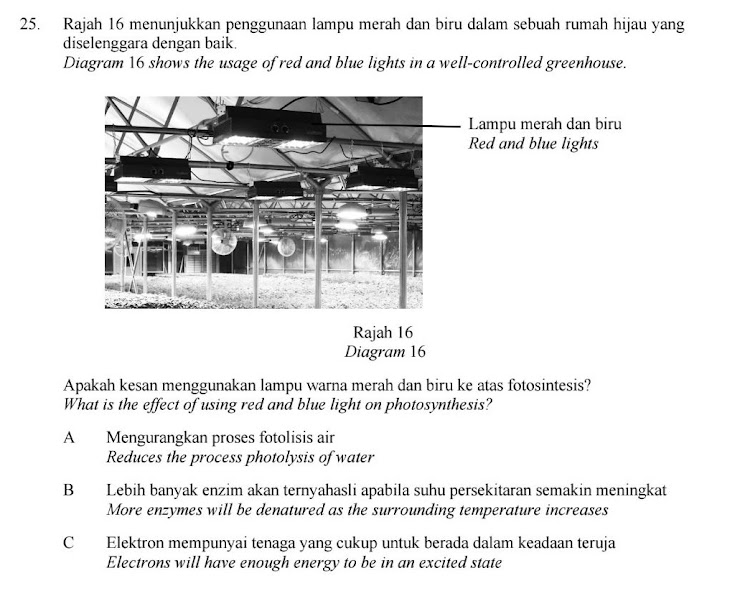 25. Rajah 16 menunjukkan penggunaan lampu merah dan biru dalam sebuah rumah hijau yang
diselenggara dengan baik.
Diagram 16 shows the usage of red and blue lights in a well-controlled greenhouse.
Lampu merah dan biru
Red and blue lights
Rajah 16
Diagram 16
Apakah kesan menggunakan lampu warna merah dan biru ke atas fotosintesis?
What is the effect of using red and blue light on photosynthesis?
A Mengurangkan proses fotolisis air
Reduces the process photolysis of water
B Lebih banyak enzim akan ternyahasli apabila suhu persekitaran semakin meningkat
More enzymes will be denatured as the surrounding temperature increases
C Elektron mempunyai tenaga yang cukup untuk berada dalam keadaan teruja
Electrons will have enough energy to be in an excited state